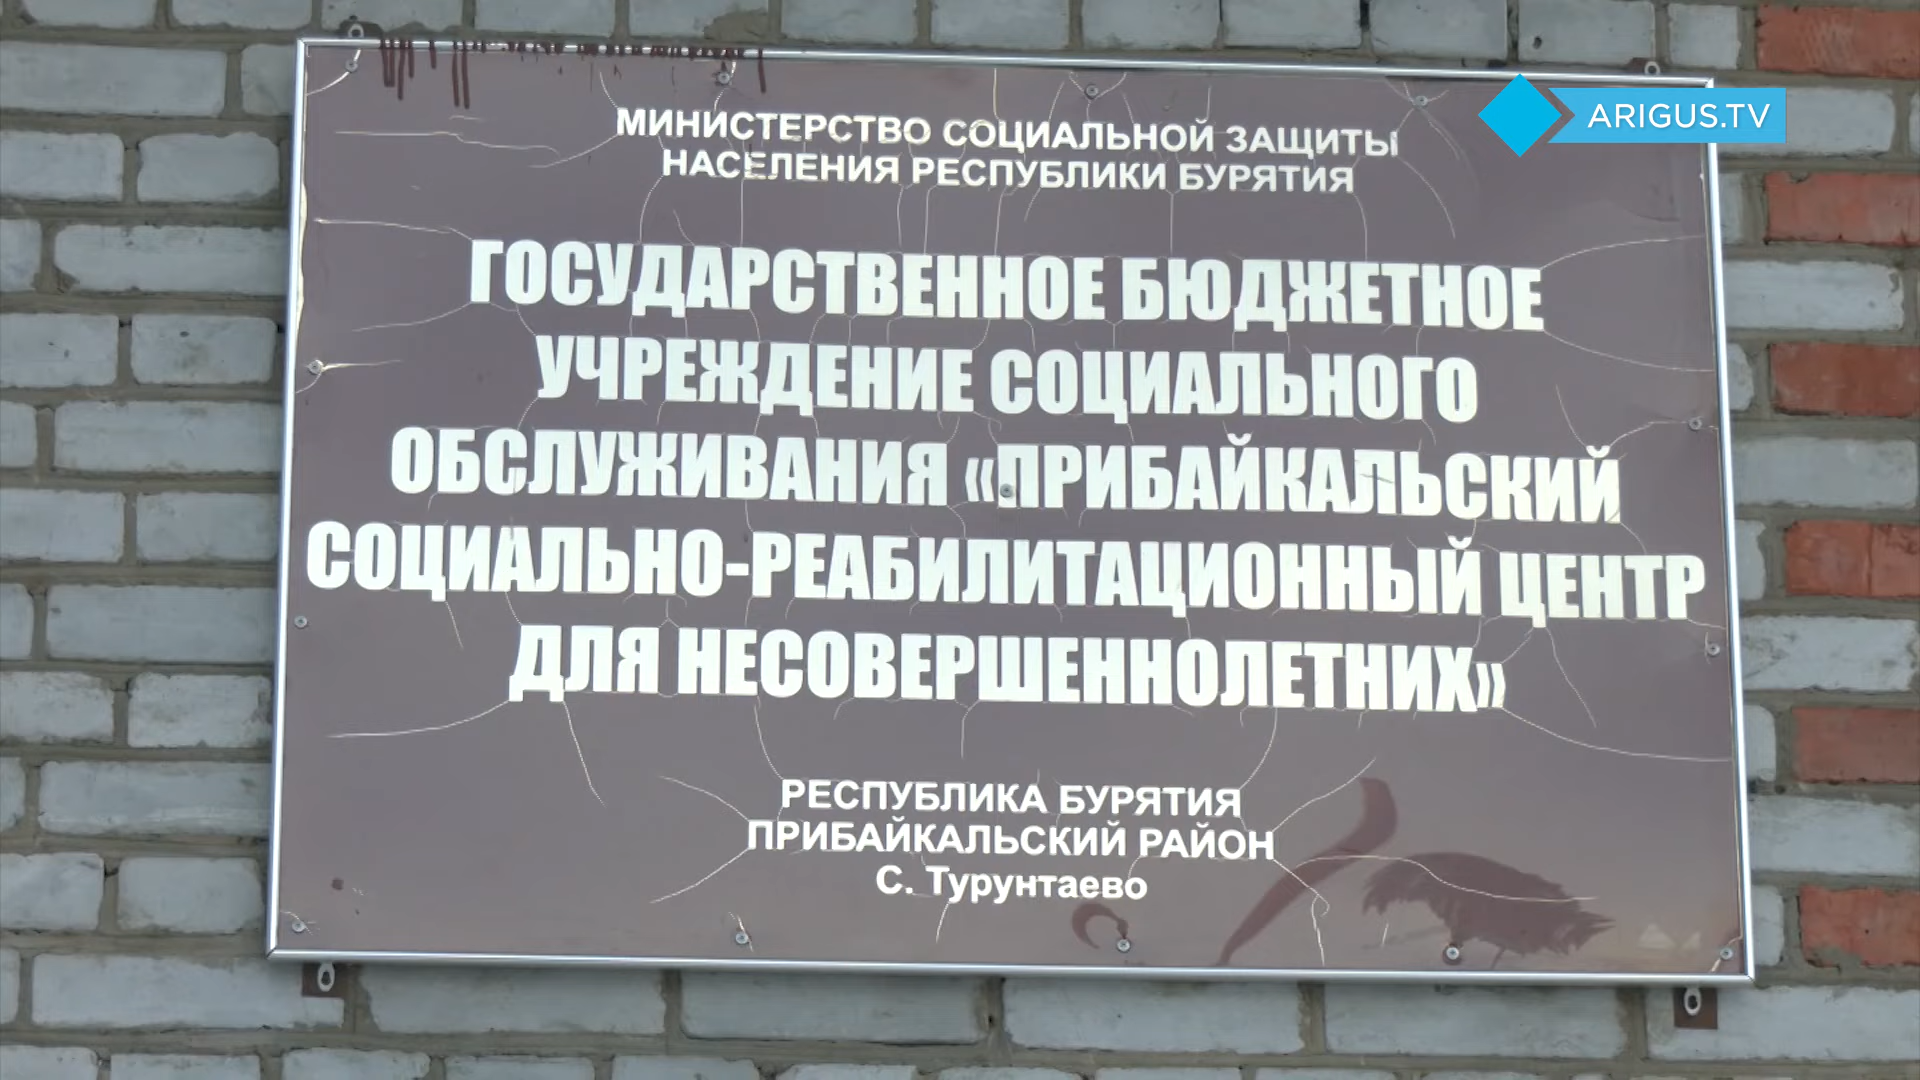 ARIGUS.TV
МИНИСТЕРСТВО СОЦИАЛЬНОЙ ЗАЩИТЫ
НАСЕЛЕНИЯ РЕСПУБЛИКИ БУРЯТИЯ
ГОСУДАРСТВЕННОЕ БЮДЖЕТНОЕ
УЧРЕЖДЕНИЕ СОЦИАЛЬНОГО
ОБСЛУЖИВАНИЯ «ПРИБАЙКАЛЬСКИЙ
СОЦИАЛЬНО-РЕАБИЛИТАЦИОННЫЙ ЦЕНТР
ДЛЯ НЕСОВЕРШЕННОЛЕТНИХ»
РЕСПУБЛИКА БУРЯТИЯ
ПРИБАЙКАЛЬСКИЙ РАЙОН
С. Турунтаево